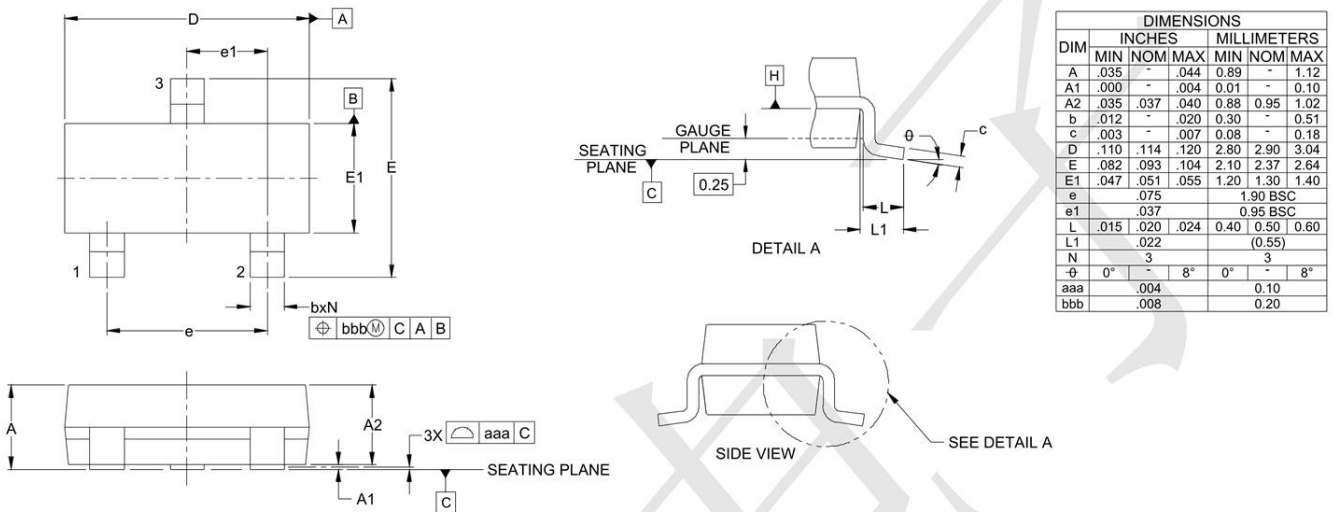 D
A
e1
3
B
E1
E
1
2
bxN
⌖ bbbⓂ C A B
e
H
GAUGE
PLANE
SEATING
PLANE
C
0.25
θ
c
L
L1
DETAIL A
DIMENSIONS
DIM INCHES MILLIMETERS
MIN NOM MAX MIN NOM MAX
A .035 - .044 0.89 - 1.12
A1 .000 - .004 0.01 - 0.10
A2 .035 .037 .040 0.88 0.95 1.02
b .012 - .020 0.30 - 0.51
c .003 - .007 0.08 - 0.18
D .110 .114 .120 2.80 2.90 3.04
E .082 .093 .104 2.10 2.37 2.64
E1 .047 .051 .055 1.20 1.30 1.40
e .075 1.90 BSC
e1 .037 0.95 BSC
L .015 .020 .024 0.40 0.50 0.60
L1 .022 (0.55)
N 3 3
θ 0° - 8° 0° - 8°
aaa .004 0.10
bbb .008 0.20
A
A2
3X ⌓ aaa C
SEATING PLANE
A1
C
SIDE VIEW
SEE DETAIL A